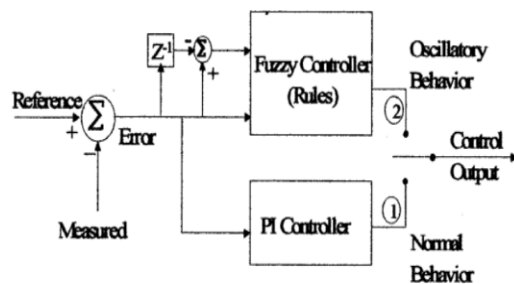 Z-1
-
Σ
+
Fuzzy Controller
(Rules)
Oscillatory
Behavior
2
Reference
+
Σ
-
Error
Control
Output
Measured
PI Controller
1
Normal
Behavior